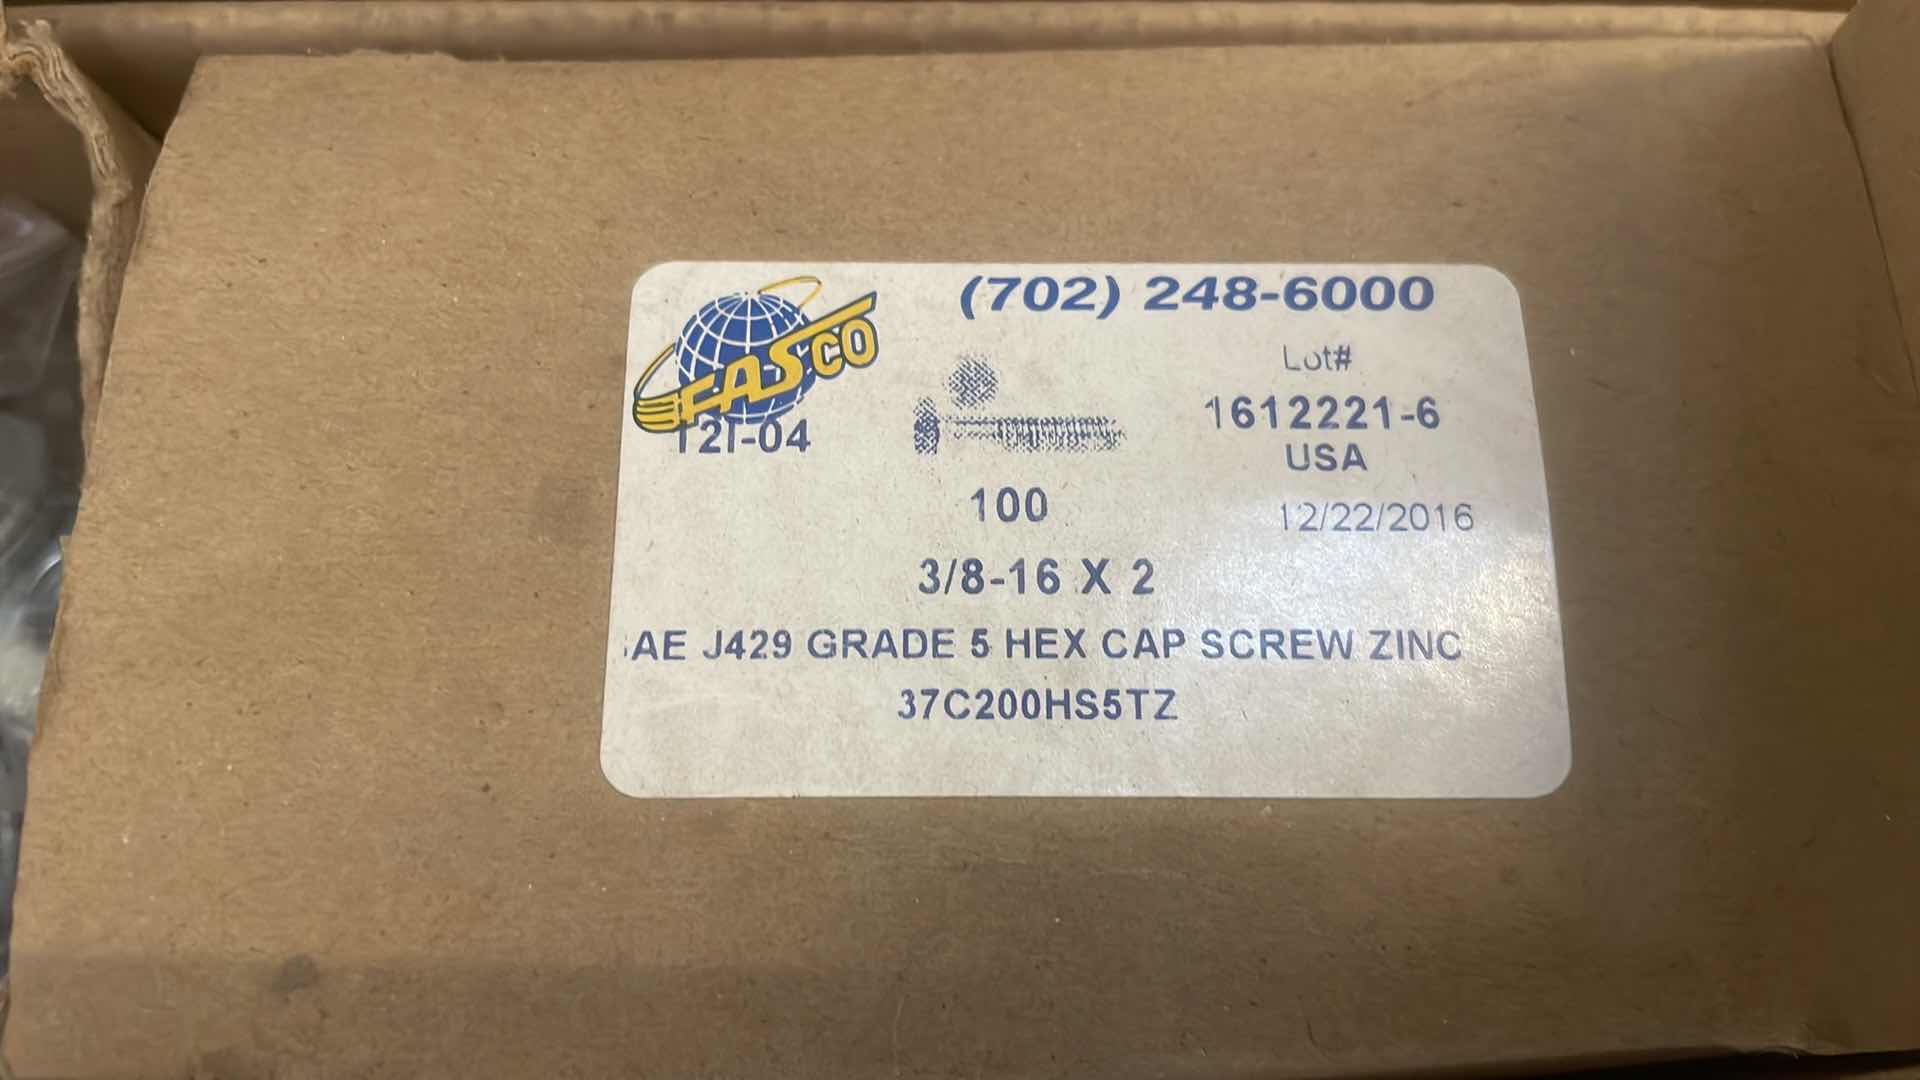 (702) 248-6000
FASCO
121-04
Lot#
1612221-6
USA
100
12/22/2016
3/8-16 X 2
SAE J429 GRADE 5 HEX CAP SCREW ZINC
37C200HS5TZ